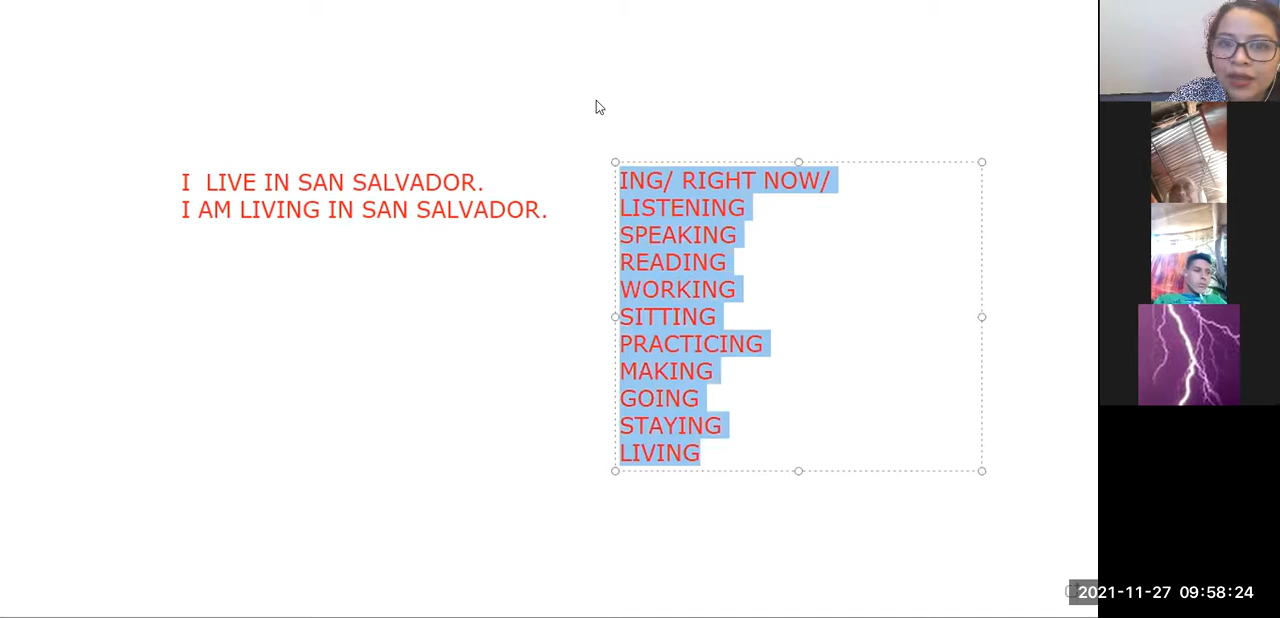 I  LIVE IN SAN SALVADOR.
I AM LIVING IN SAN SALVADOR.
ING/ RIGHT NOW/
LISTENING
SPEAKING
READING
WORKING
SITTING
PRACTICING
MAKING
GOING
STAYING
LIVING
2021-11-27 09:58:24